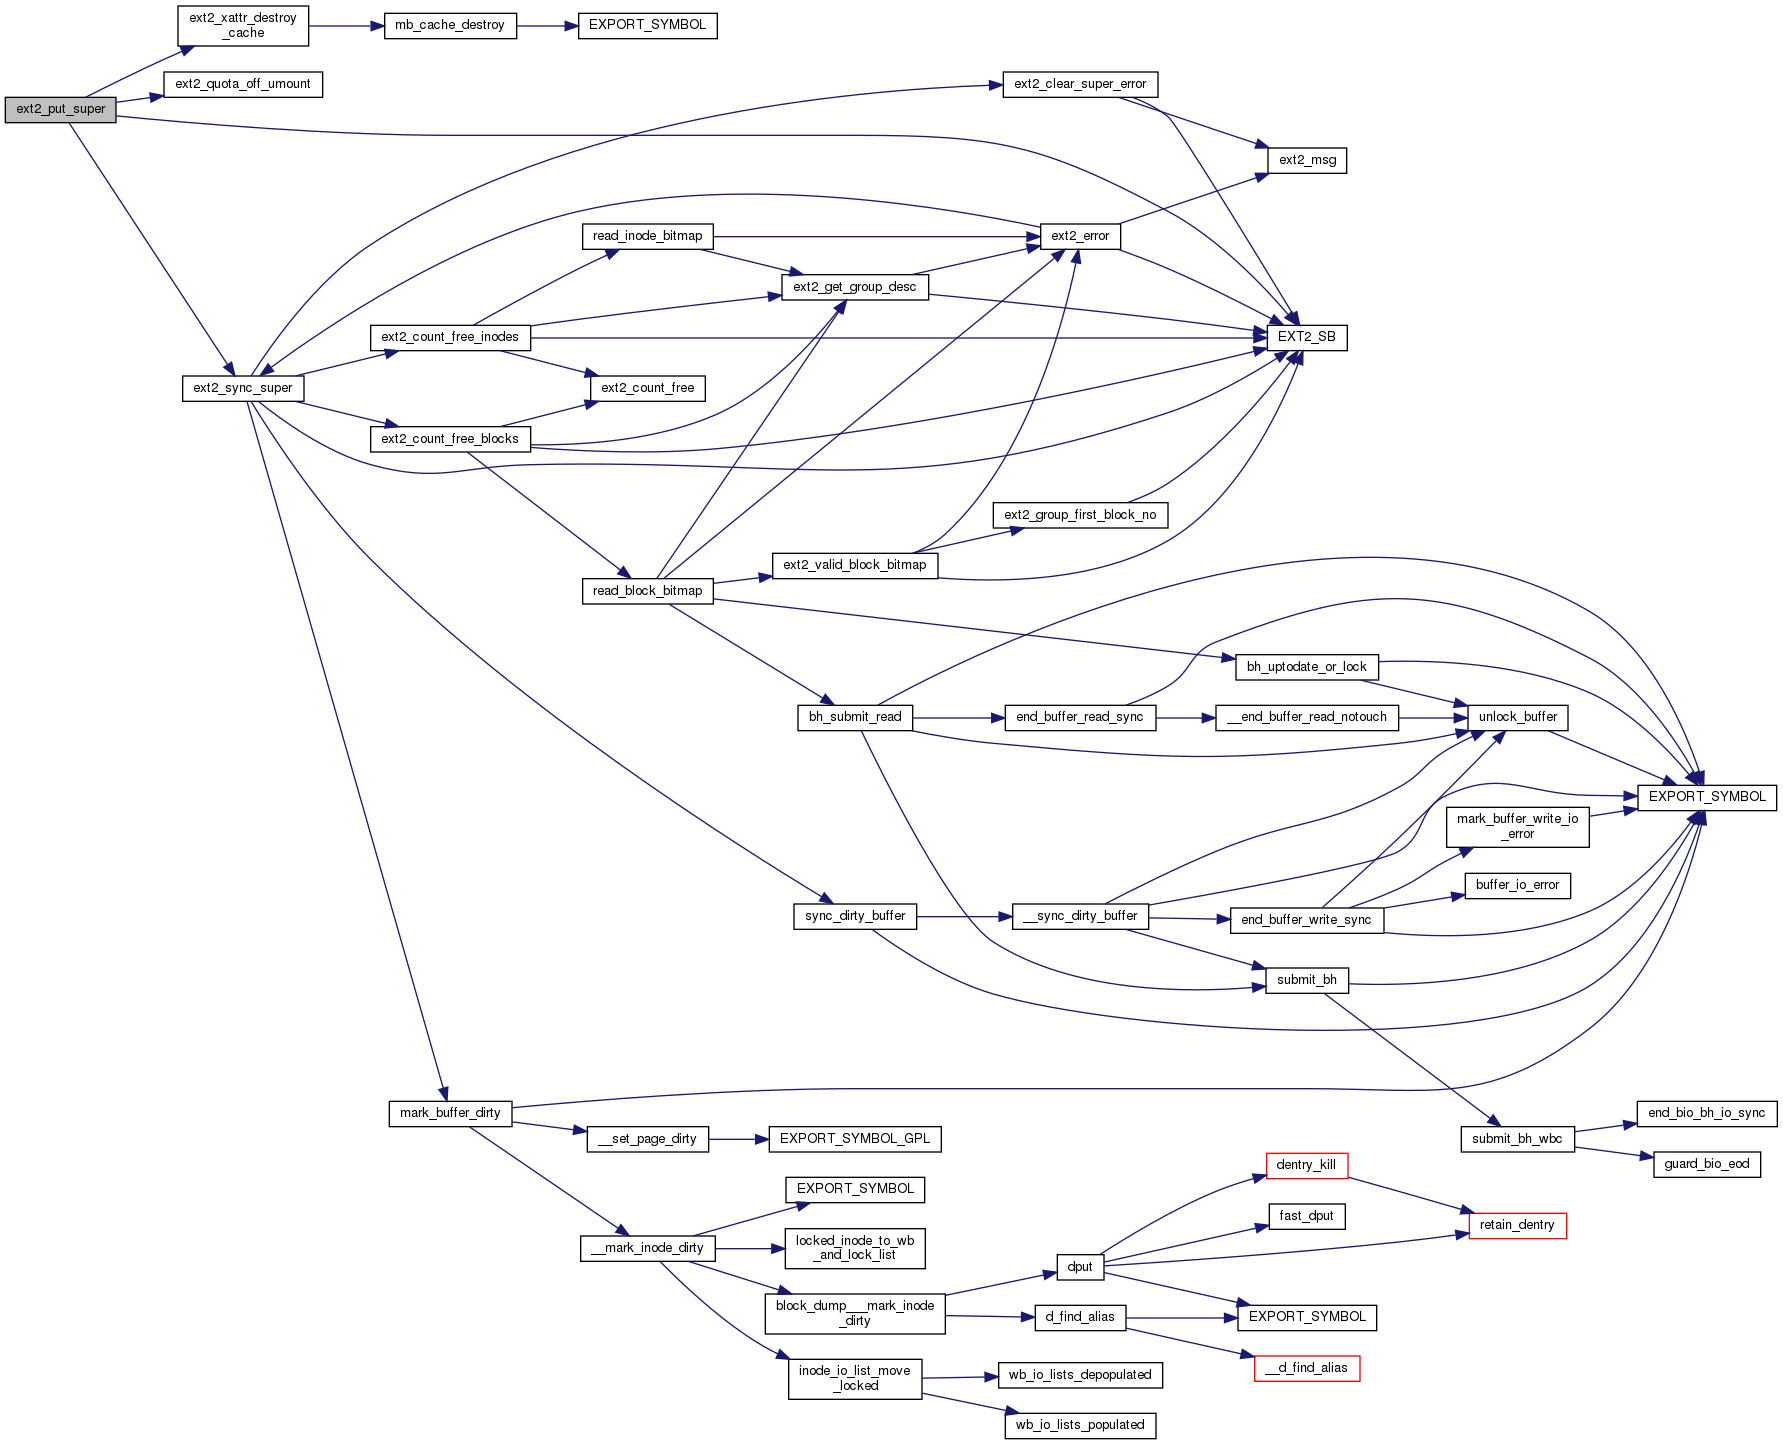 ext2_xattr_destroy
_cache
mb_cache_destroy
EXPORT_SYMBOL
ext2_quota_off_umount
ext2_clear_super_error
ext2_put_super
ext2_msg
read_inode_bitmap
ext2_error
ext2_get_group_desc
ext2_count_free_inodes
EXT2_SB
ext2_sync_super
ext2_count_free
ext2_count_free_blocks
ext2_group_first_block_no
ext2_valid_block_bitmap
read_block_bitmap
bh_uptodate_or_lock
bh_submit_read
end_buffer_read_sync
__end_buffer_read_notouch
unlock_buffer
EXPORT_SYMBOL
mark_buffer_write_io
_error
buffer_io_error
sync_dirty_buffer
__sync_dirty_buffer
end_buffer_write_sync
submit_bh
mark_buffer_dirty
end_bio_bh_io_sync
__set_page_dirty
EXPORT_SYMBOL_GPL
submit_bh_wbc
guard_bio_eod
dentry_kill
EXPORT_SYMBOL
fast_dput
retain_dentry
__mark_inode_dirty
locked_inode_to_wb
_and_lock_list
dput
block_dump___mark_inode
_dirty
d_find_alias
EXPORT_SYMBOL
__d_find_alias
inode_io_list_move
_locked
wb_io_lists_depopulated
wb_io_lists_populated